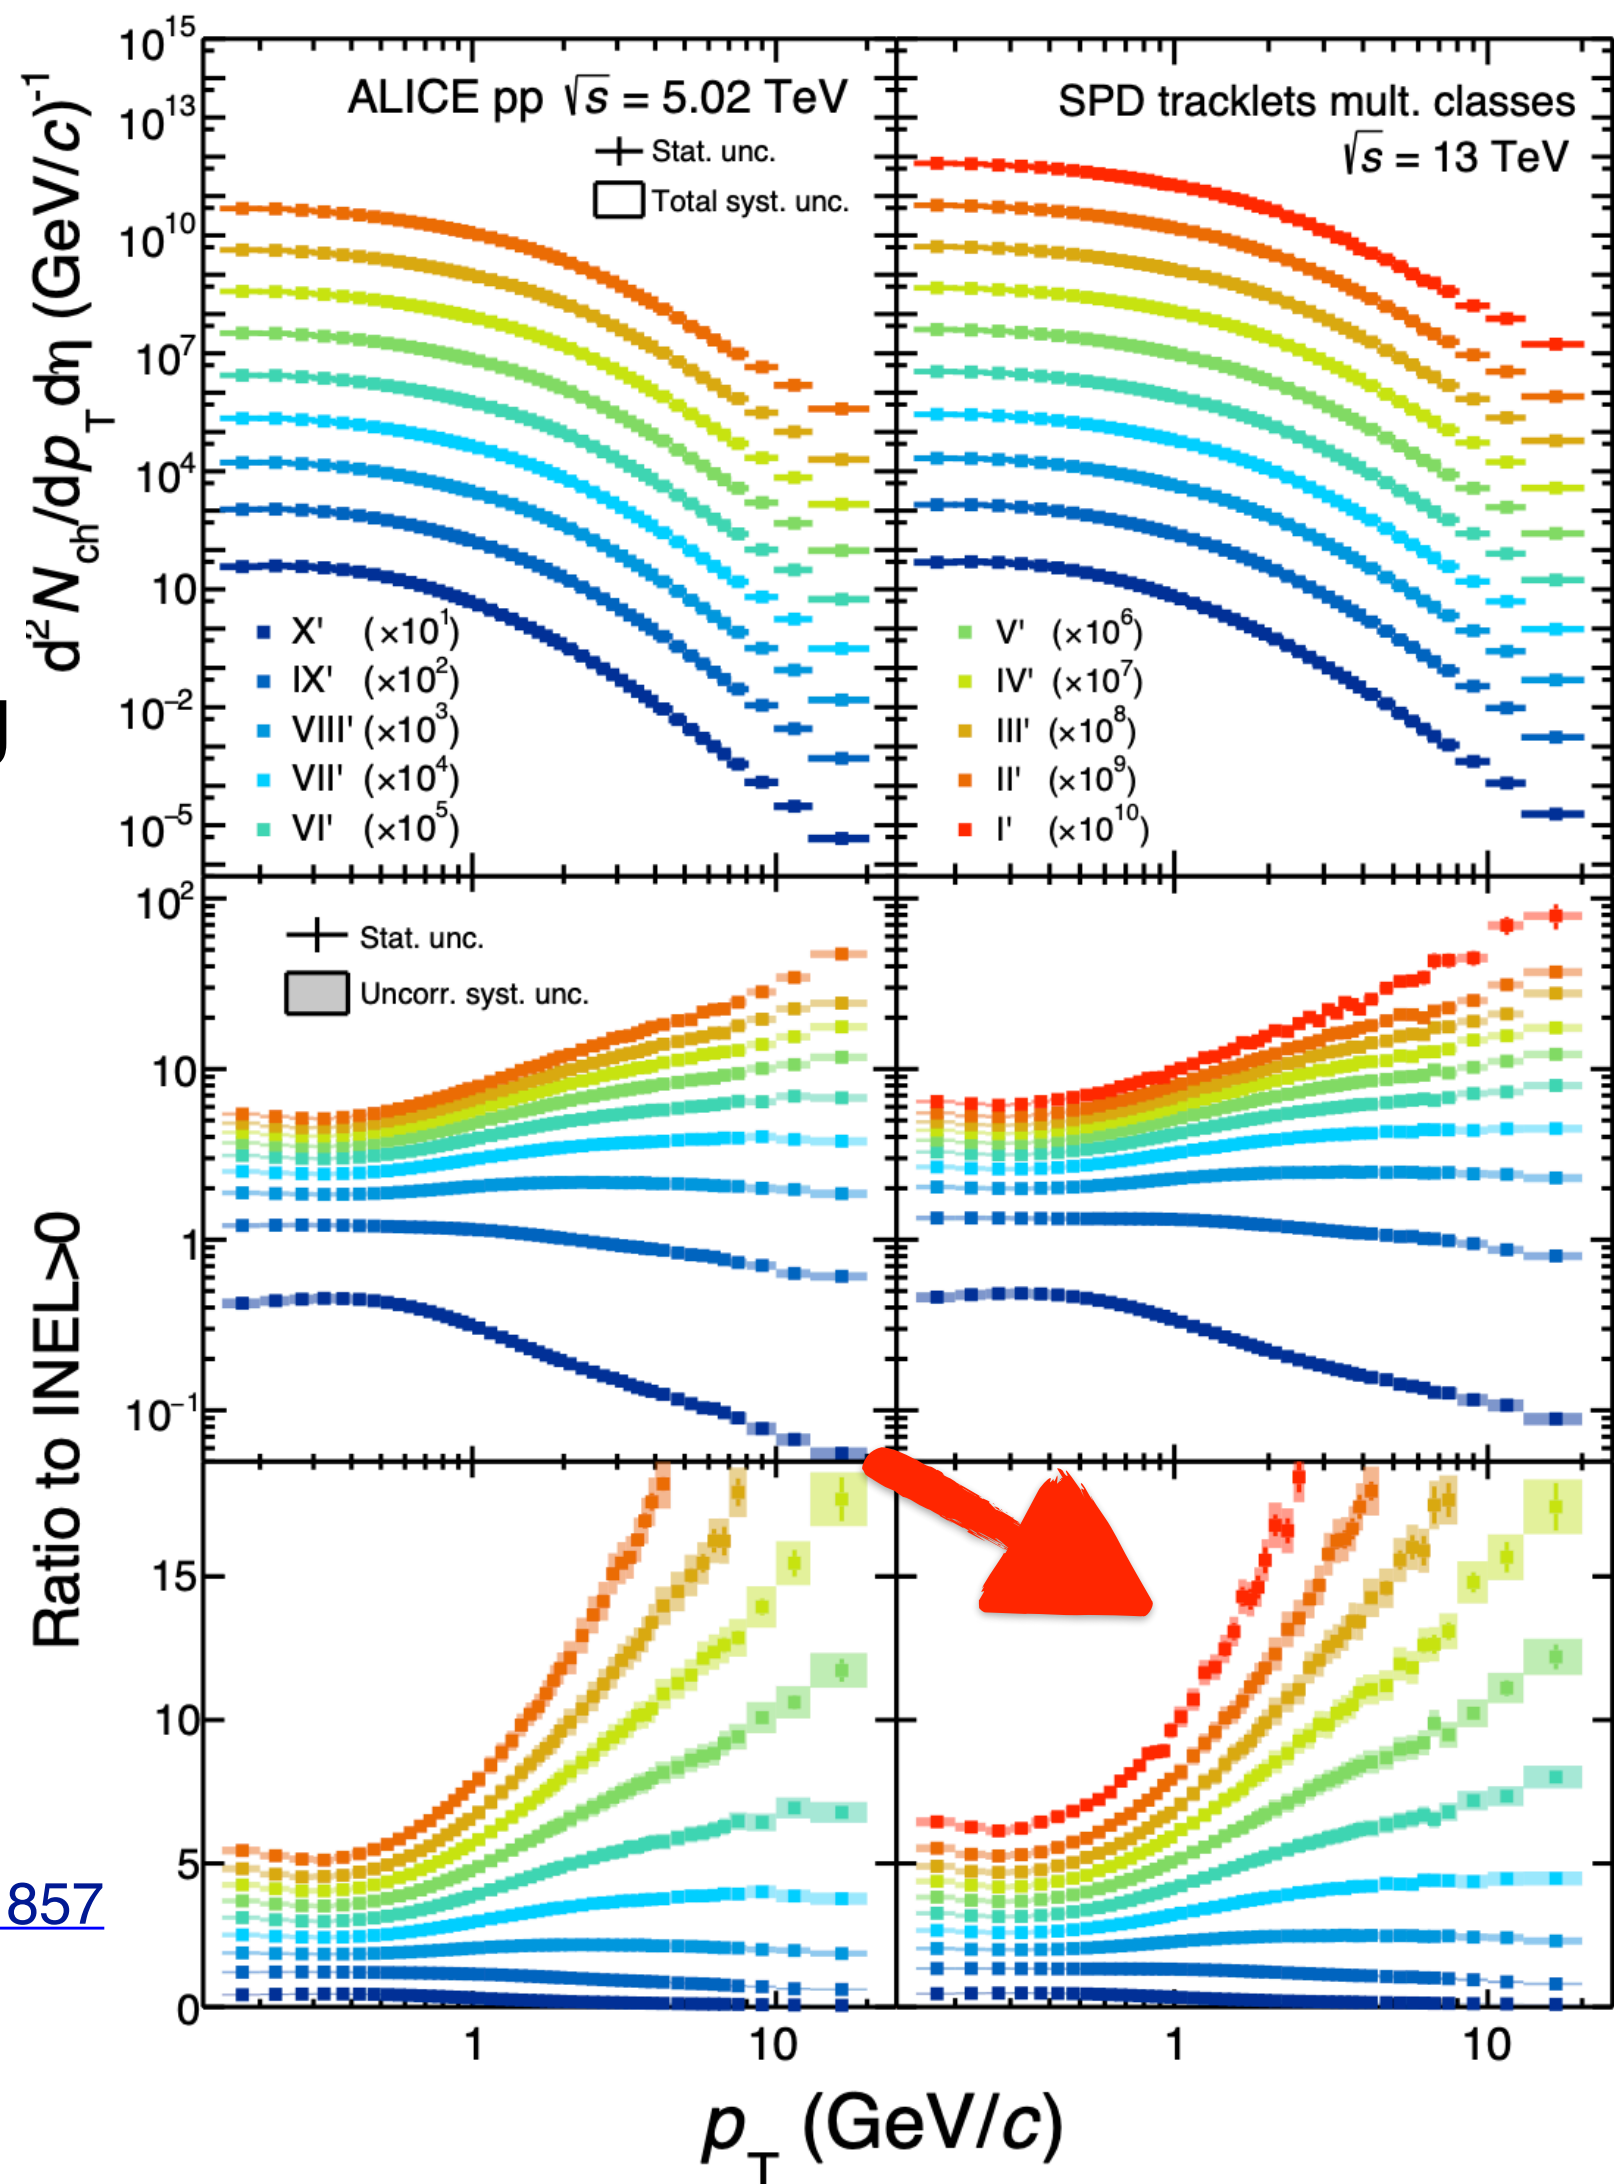 10^15
10^13
10^10
10^7
10^4
10
10^−2
10^−5
d²N_ch/dp_T dη (GeV/c)^-1
ALICE pp √s = 5.02 TeV
Stat. unc.
Total syst. unc.
SPD tracklets mult. classes
√s = 13 TeV
X' (×10^1)
IX' (×10^2)
VIII' (×10^3)
VII' (×10^4)
VI' (×10^5)
V' (×10^6)
IV' (×10^7)
III' (×10^8)
II' (×10^9)
I' (×10^10)
10^2
10
1
10^−1
Stat. unc.
Uncorr. syst. unc.
Ratio to INEL>0
15
10
5
0
857
1 10 1 10
p_T (GeV/c)